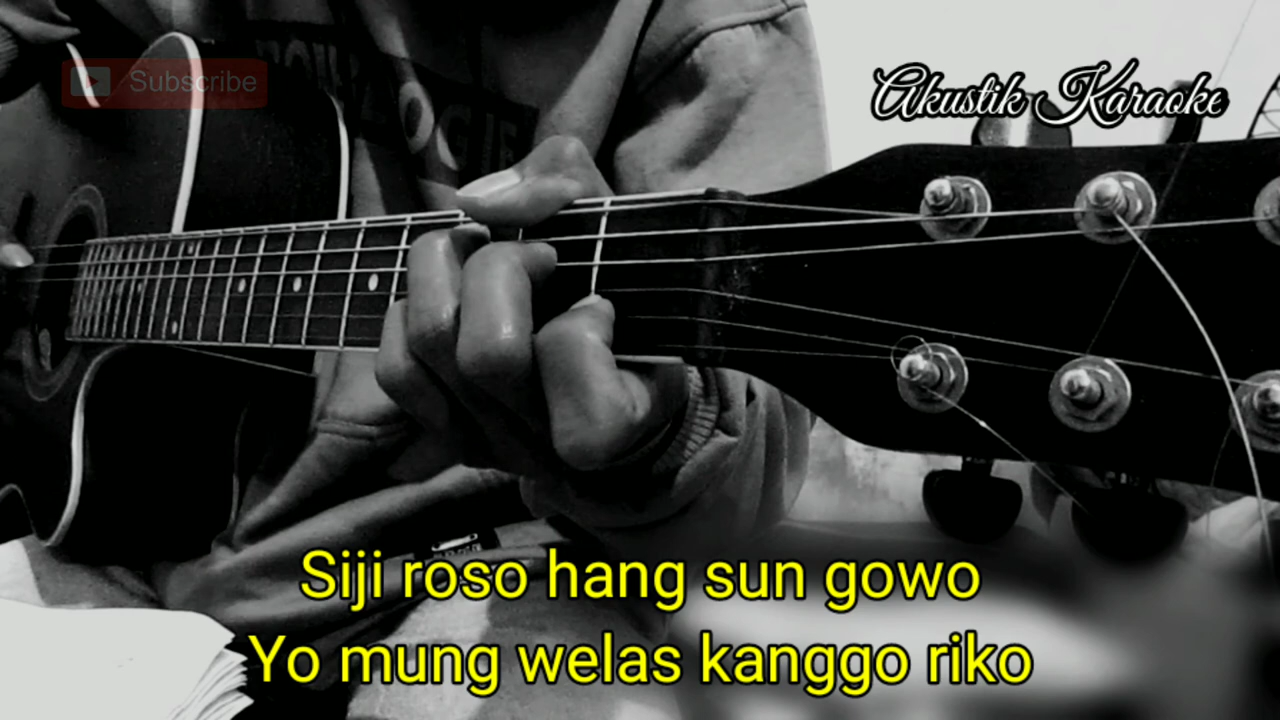 Subscribe
Akustik Karaoke
Siji roso hang sun gowo
Yo mung welas kanggo riko